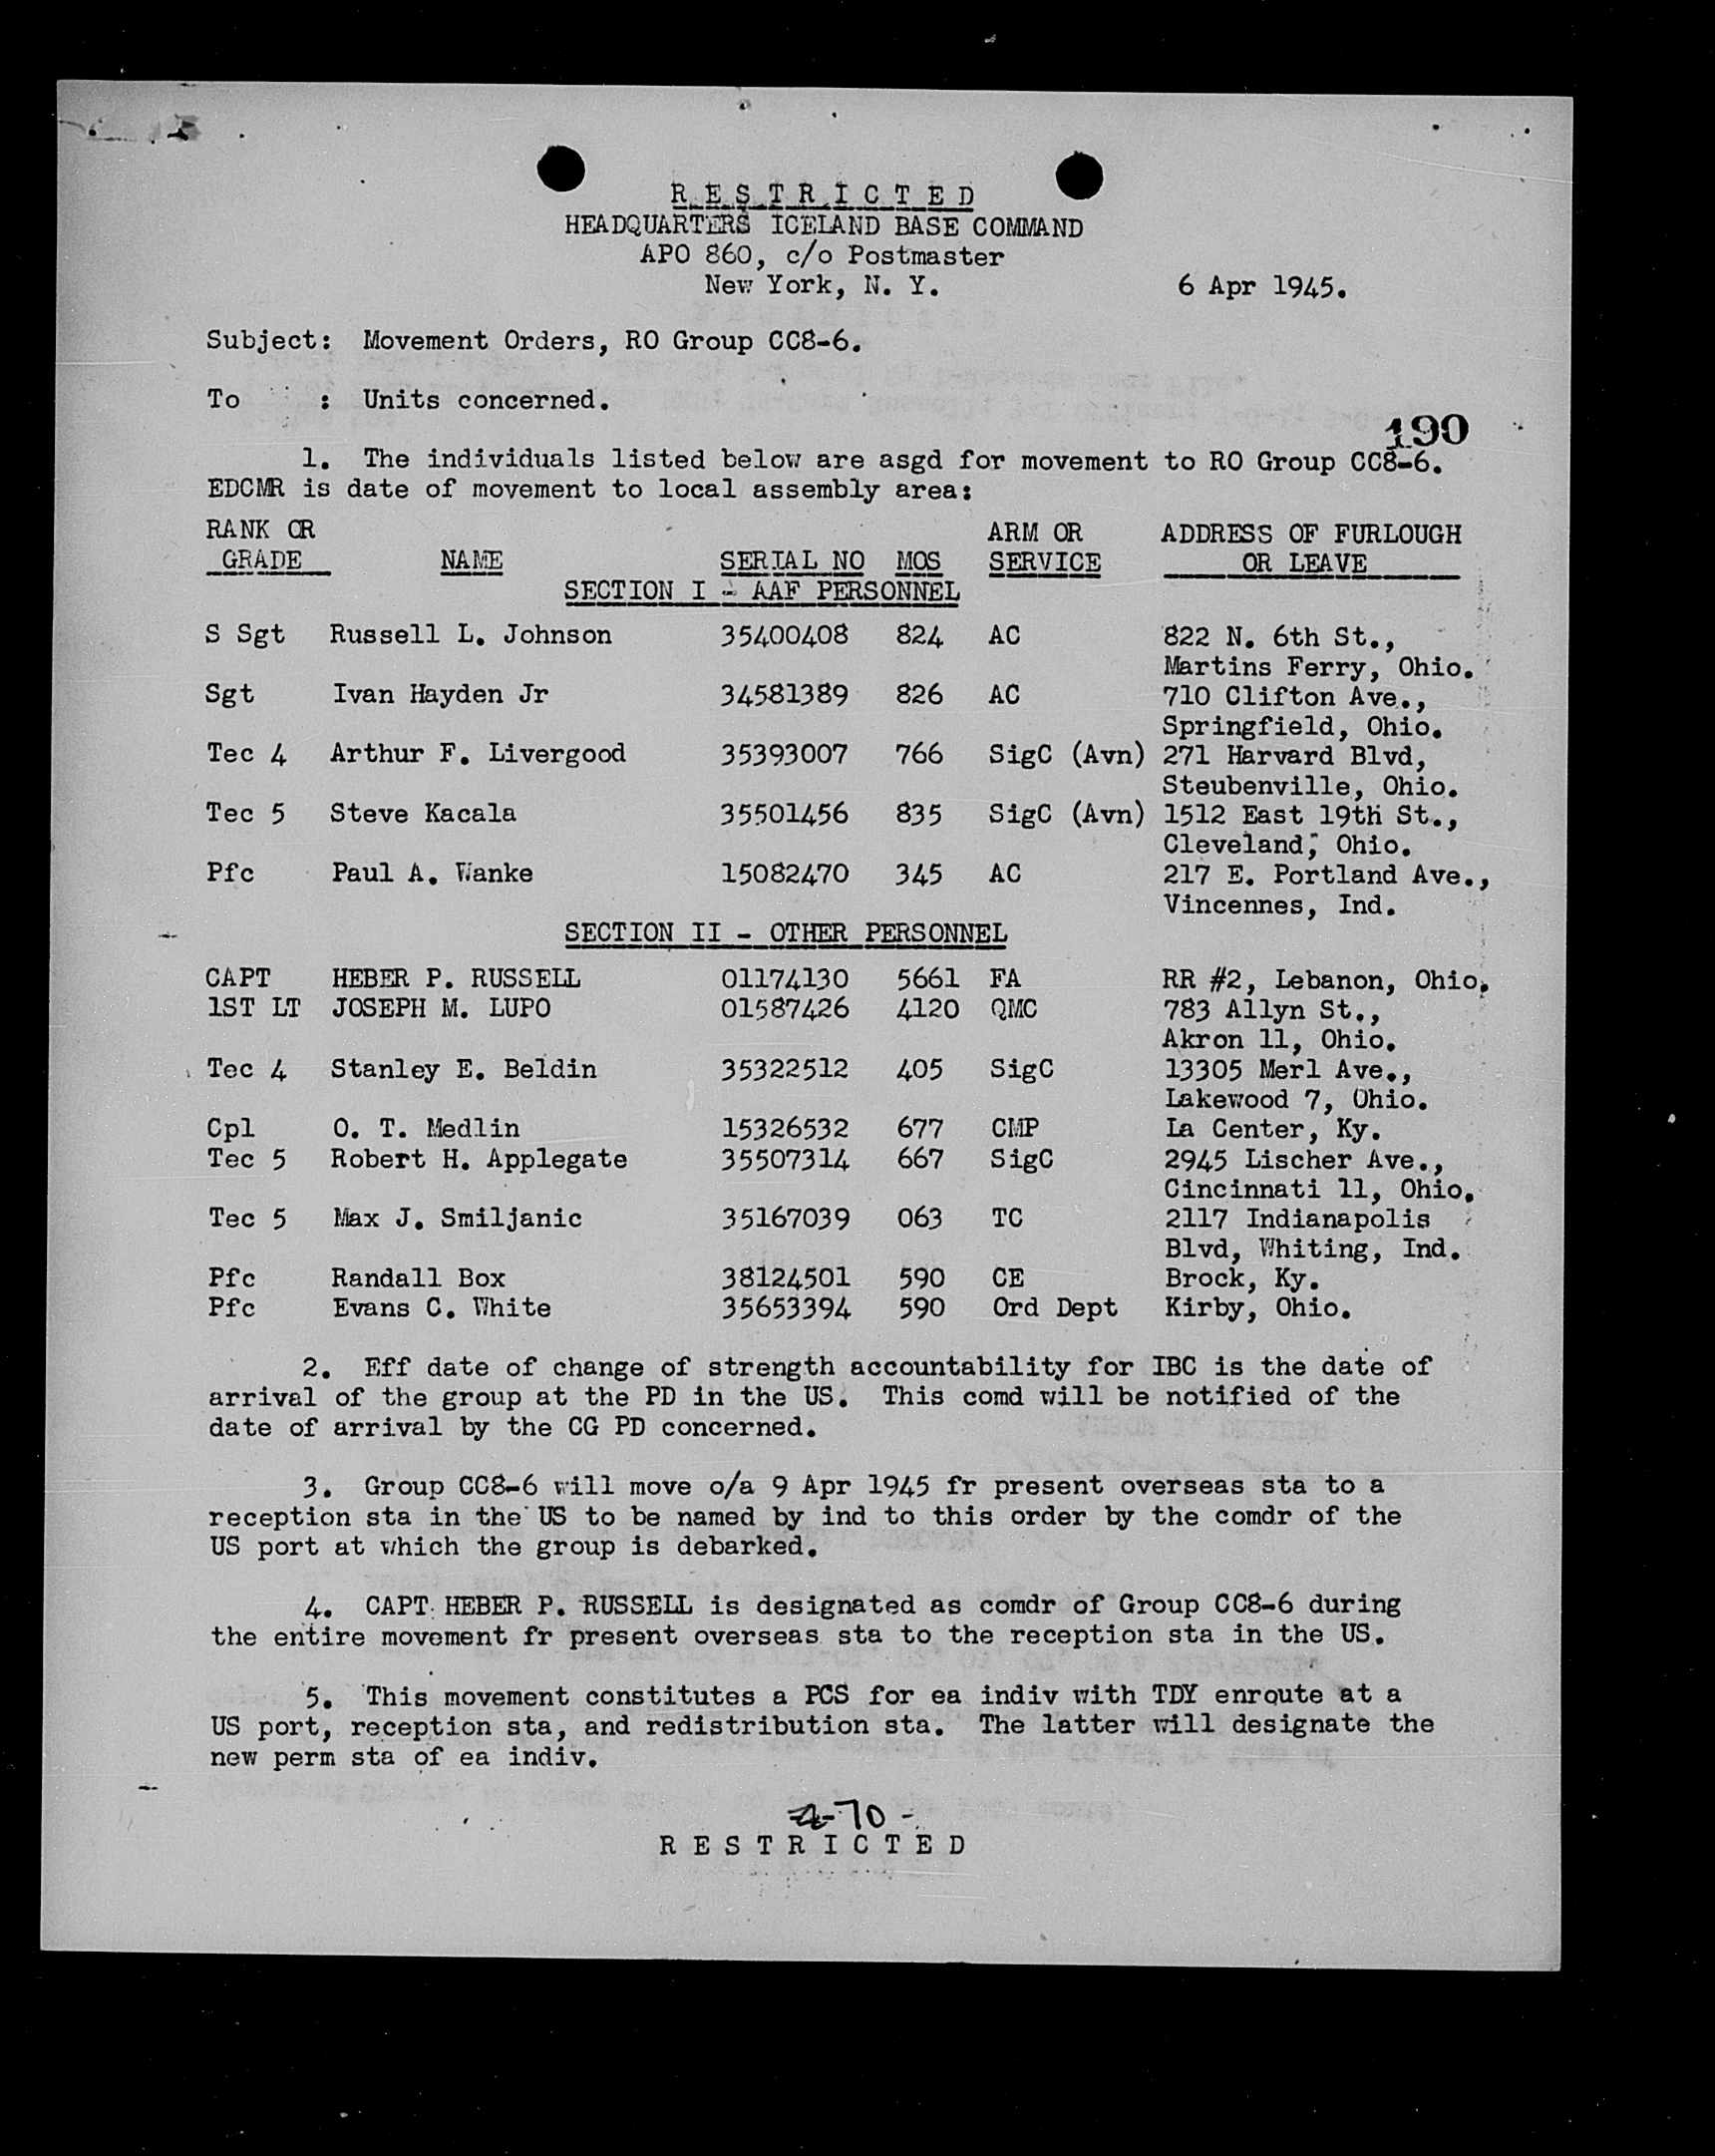 R E S T R I C T E D
HEADQUARTERS ICELAND BASE COMMAND
APO 860, c/o Postmaster
New York, N. Y. 6 Apr 1945.
Subject: Movement Orders, RO Group CC8-6.
To : Units concerned.
190
1. The individuals listed below are asgd for movement to RO Group CC8-6.
EDCMR is date of movement to local assembly area:
RANK OR ARM OR ADDRESS OF FURLOUGH
GRADE NAME SERIAL NO MOS SERVICE OR LEAVE
SECTION I - AAF PERSONNEL
S Sgt Russell L. Johnson 35400408 824 AC 822 N. 6th St.,
Martins Ferry, Ohio.
Sgt Ivan Hayden Jr 34581389 826 AC 710 Clifton Ave.,
Springfield, Ohio.
Tec 4 Arthur F. Livergood 35393007 766 SigC (Avn) 271 Harvard Blvd,
Steubenville, Ohio.
Tec 5 Steve Kacala 35501456 835 SigC (Avn) 1512 East 19th St.,
Cleveland, Ohio.
Pfc Paul A. Wanke 15082470 345 AC 217 E. Portland Ave.,
Vincennes, Ind.
SECTION II - OTHER PERSONNEL
CAPT HEBER P. RUSSELL 01174130 5661 FA RR #2, Lebanon, Ohio.
1ST LT JOSEPH M. LUPO 01587426 4120 QMC 783 Allyn St.,
Akron 11, Ohio.
Tec 4 Stanley E. Beldin 35322512 405 SigC 13305 Merl Ave.,
Lakewood 7, Ohio.
Cpl O. T. Medlin 15326532 677 CMP La Center, Ky.
Tec 5 Robert H. Applegate 35507314 667 SigC 2945 Lischer Ave.,
Cincinnati 11, Ohio.
Tec 5 Max J. Smiljanic 35167039 063 TC 2117 Indianapolis
Blvd, Whiting, Ind.
Pfc Randall Box 38124501 590 CE Brock, Ky.
Pfc Evans C. White 35653394 590 Ord Dept Kirby, Ohio.
2. Eff date of change of strength accountability for IBC is the date of
arrival of the group at the PD in the US. This comd will be notified of the
date of arrival by the CG PD concerned.
3. Group CC8-6 will move o/a 9 Apr 1945 fr present overseas sta to a
reception sta in the US to be named by ind to this order by the comdr of the
US port at which the group is debarked.
4. CAPT HEBER P. RUSSELL is designated as comdr of Group CC8-6 during
the entire movement fr present overseas sta to the reception sta in the US.
5. This movement constitutes a PCS for ea indiv with TDY enroute at a
US port, reception sta, and redistribution sta. The latter will designate the
new perm sta of ea indiv.
-70-
R E S T R I C T E D